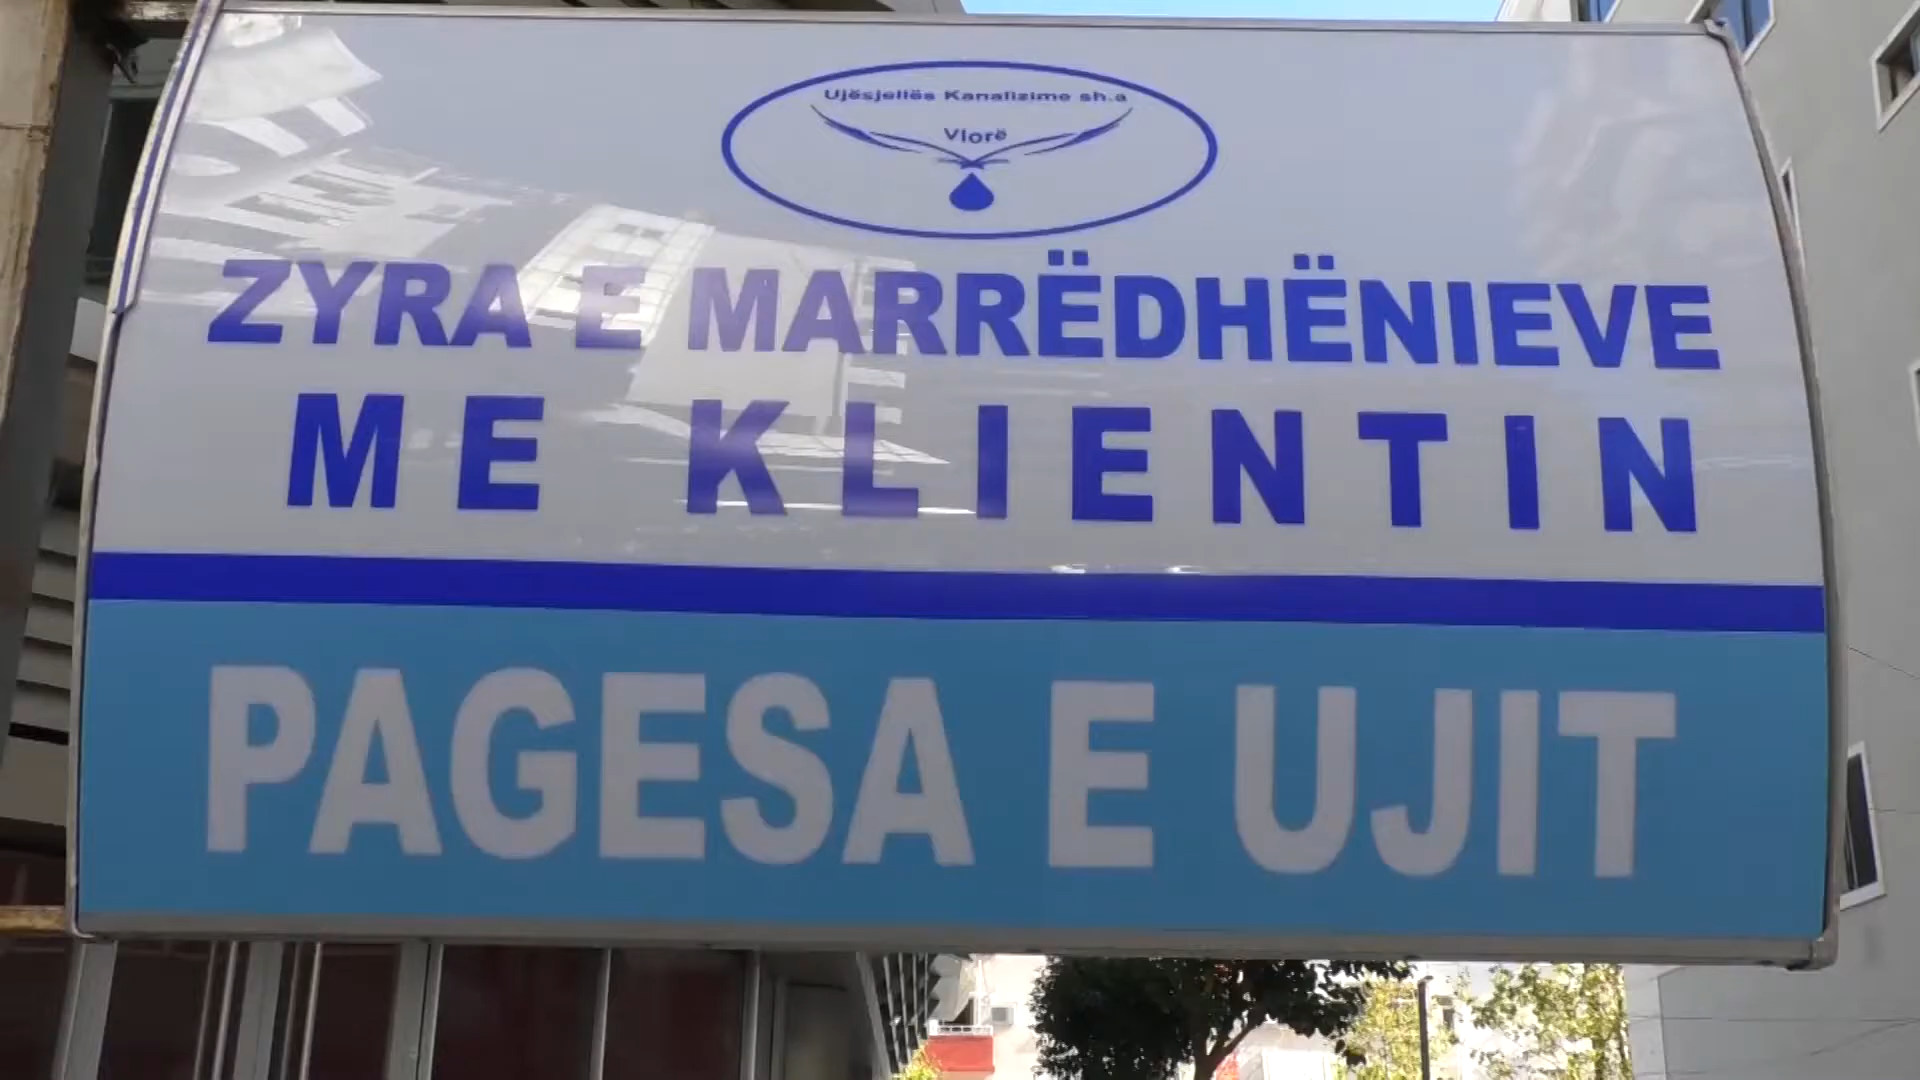 Ujësjellës Kanalizime sh.a
Vlorë
ZYRA E MARRËDHËNIEVE
ME KLIENTIN
PAGESA E UJIT